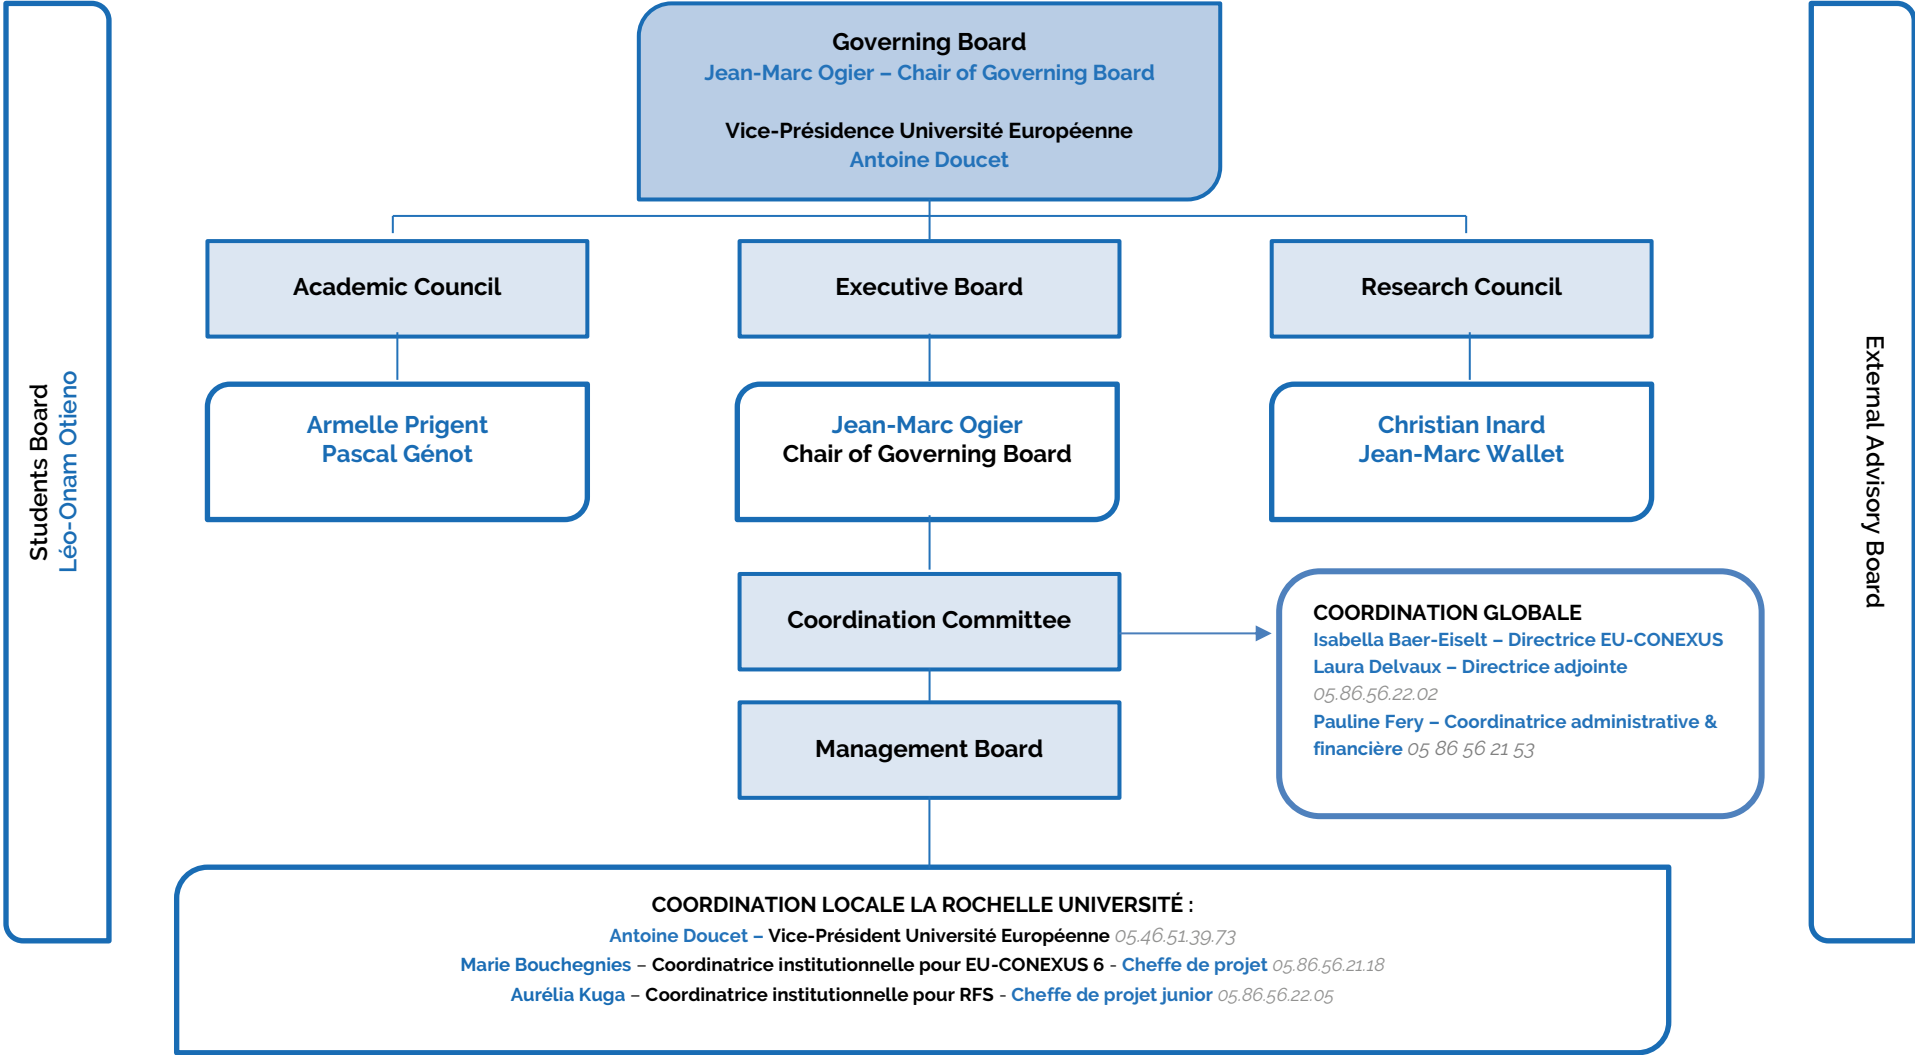 Governing Board
Jean-Marc Ogier – Chair of Governing Board
Vice-Présidence Université Européenne
Antoine Doucet
Students Board
Léo-Onam Otieno
Academic Council
Executive Board
Research Council
Armelle Prigent
Pascal Génot
Jean-Marc Ogier
Chair of Governing Board
Christian Inard
Jean-Marc Wallet
External Advisory Board
Coordination Committee
COORDINATION GLOBALE
Isabella Baer-Eiselt – Directrice EU-CONEXUS
Laura Delvaux – Directrice adjointe
05.86.56.22.02
Pauline Fery – Coordinatrice administrative &
financière 05 86 56 21 53
Management Board
COORDINATION LOCALE LA ROCHELLE UNIVERSITÉ :
Antoine Doucet – Vice-Président Université Européenne 05.46.51.39.73
Marie Bouchegnies – Coordinatrice institutionnelle pour EU-CONEXUS 6 - Cheffe de projet 05.86.56.21.18
Aurélia Kuga – Coordinatrice institutionnelle pour RFS - Cheffe de projet junior 05.86.56.22.05